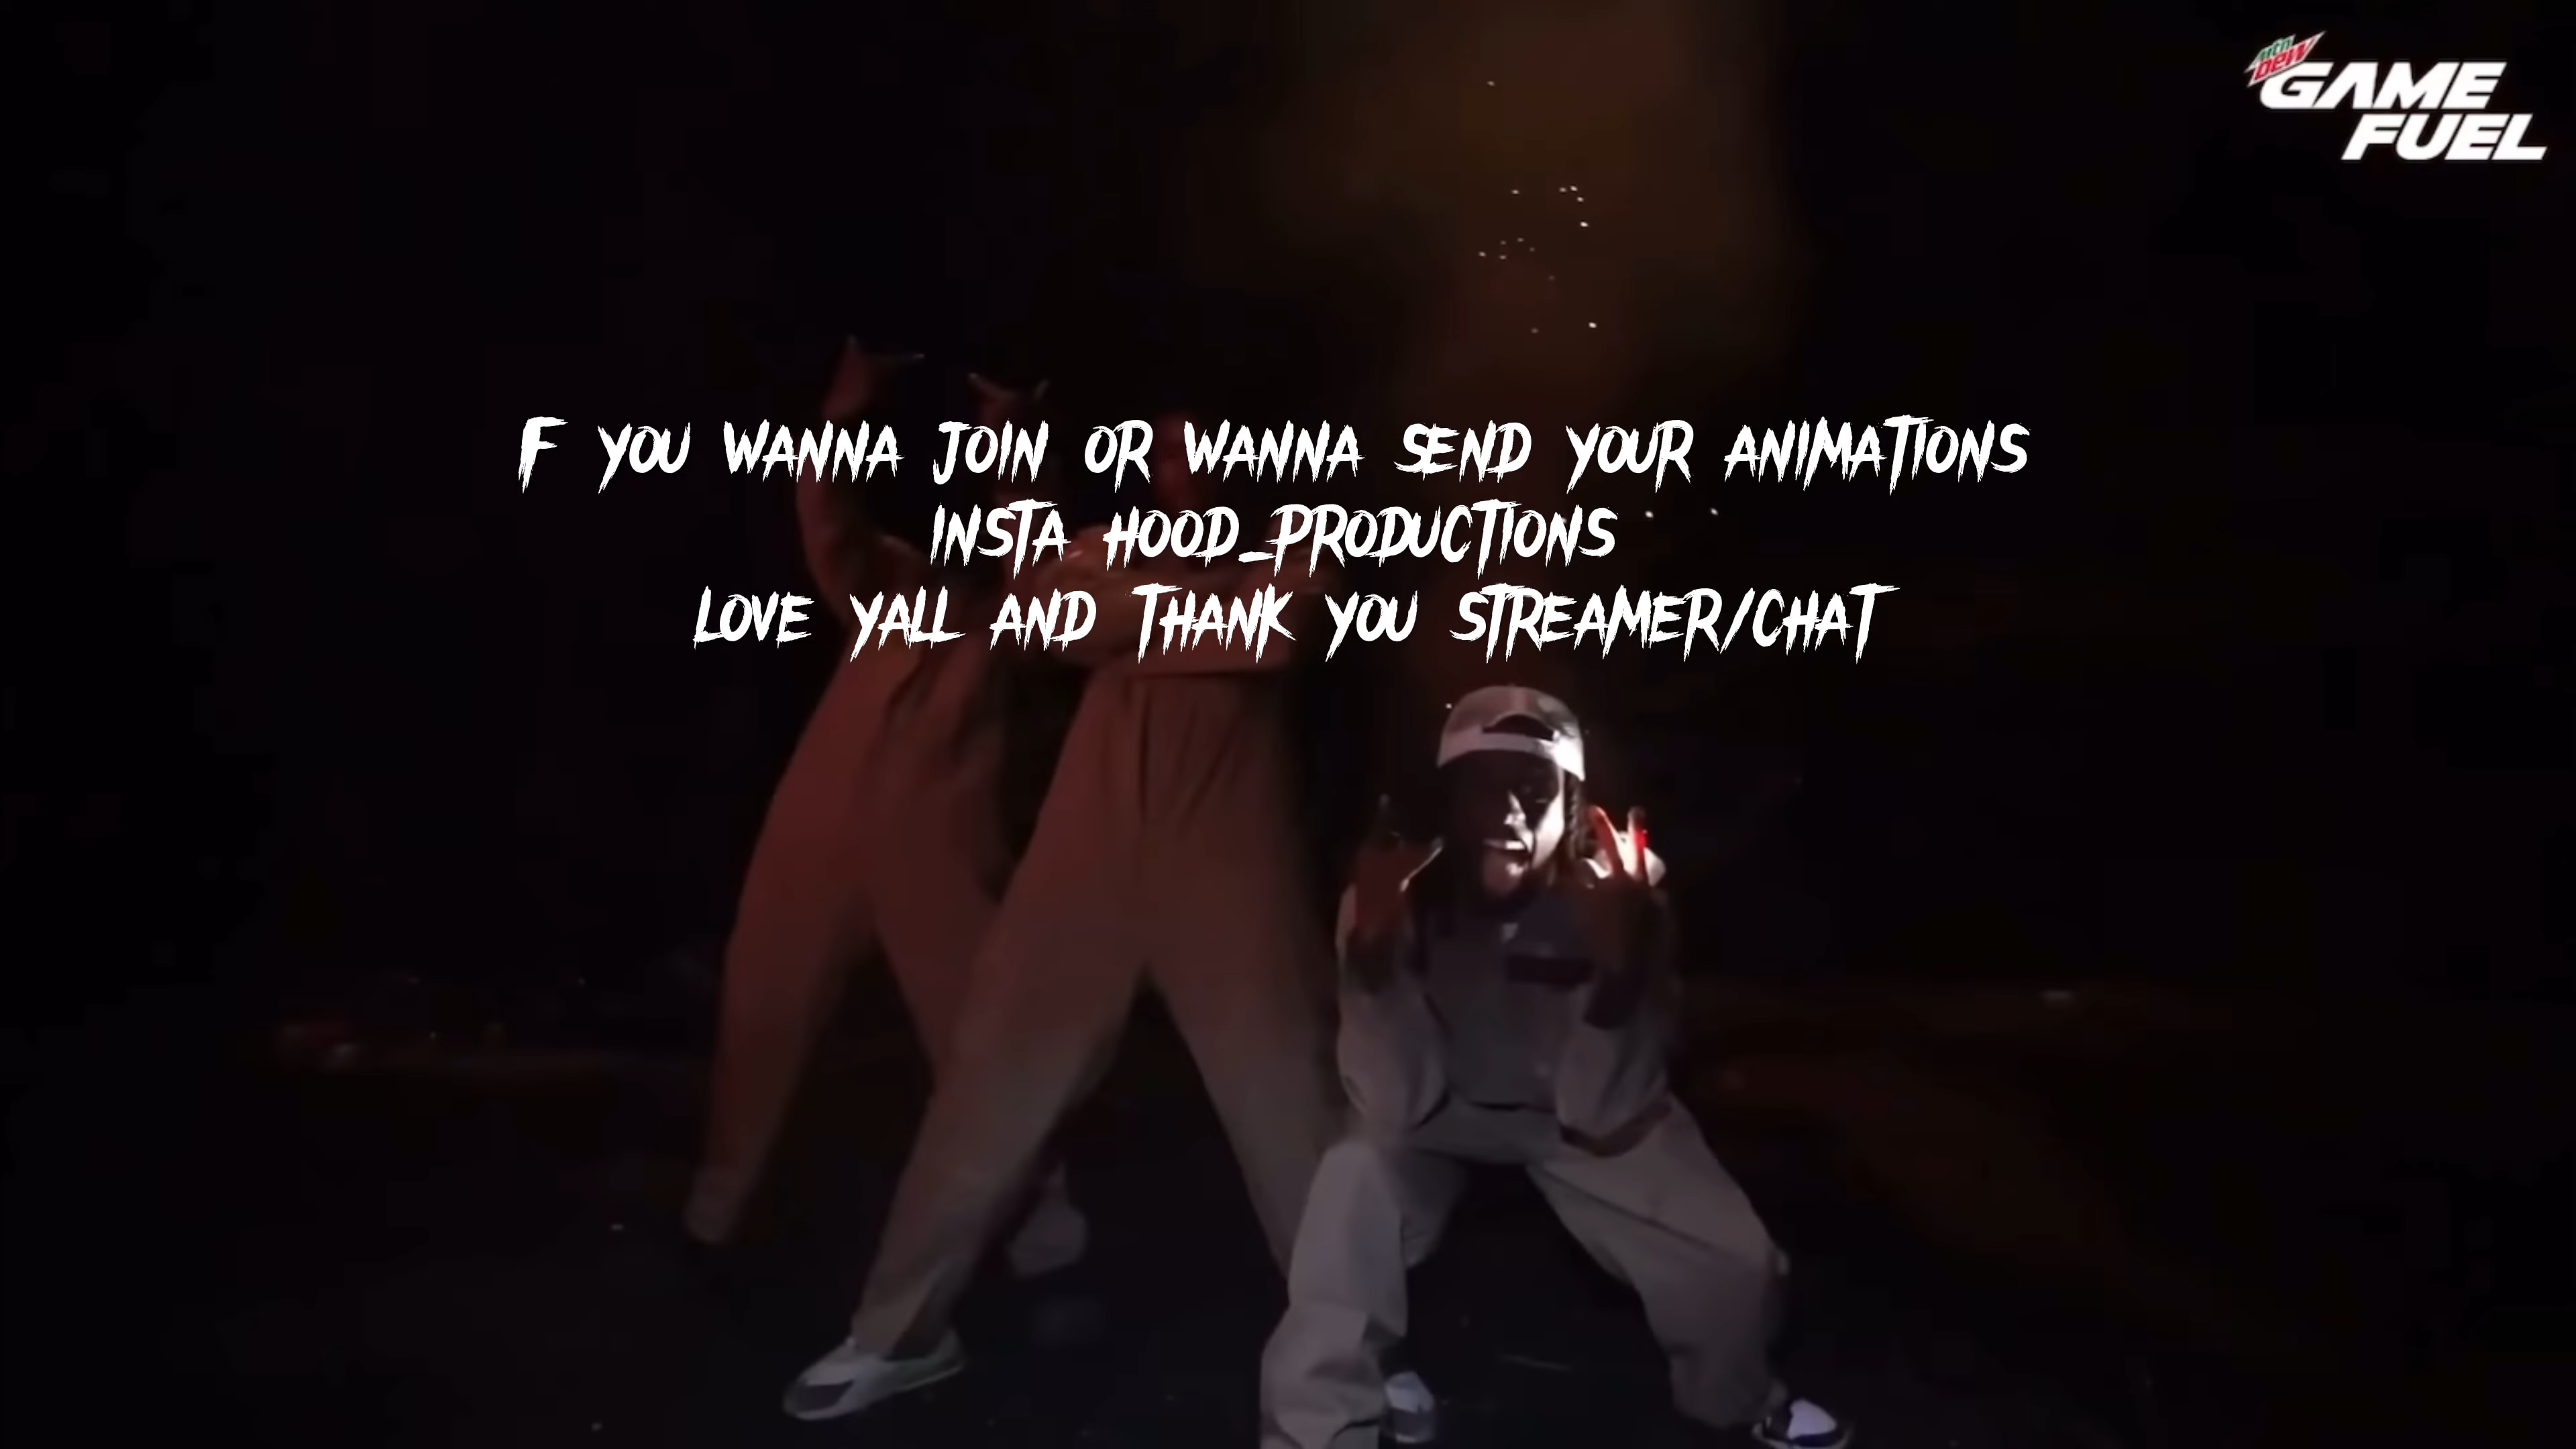 mtn
DEW
GAME
FUEL
F YOU WANNA JOIN OR WANNA SEND YOUR ANIMATIONS
INSTA HOOD_PRODUCTIONS
LOVE YALL AND THANK YOU STREAMER/CHAT